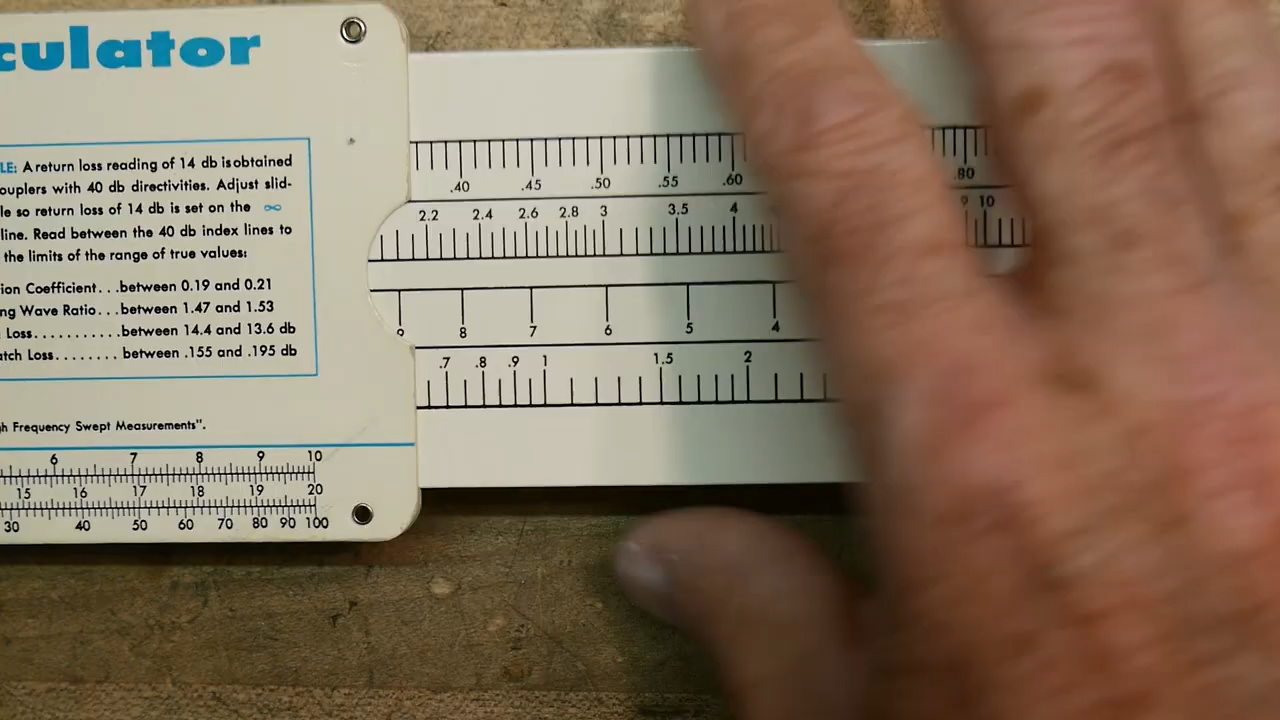 culator
LE: A return loss reading of 14 db is obtained
ouplers with 40 db directivities. Adjust slid-
le so return loss of 14 db is set on the ∞
line. Read between the 40 db index lines to
the limits of the range of true values:
ion Coefficient. . .between 0.19 and 0.21
ng Wave Ratio. . .between 1.47 and 1.53
Loss. . . . . . . . . .between 14.4 and 13.6 db
atch Loss. . . . . . . . between .155 and .195 db
gh Frequency Swept Measurements".
6 7 8 9 10
15 16 17 18 19 20
30 40 50 60 70 80 90 100
.40 .45 .50 .55 .60 .80
2.2 2.4 2.6 2.8 3 3.5 4 9 10
9 8 7 6 5 4
.7 .8 .9 1 1.5 2